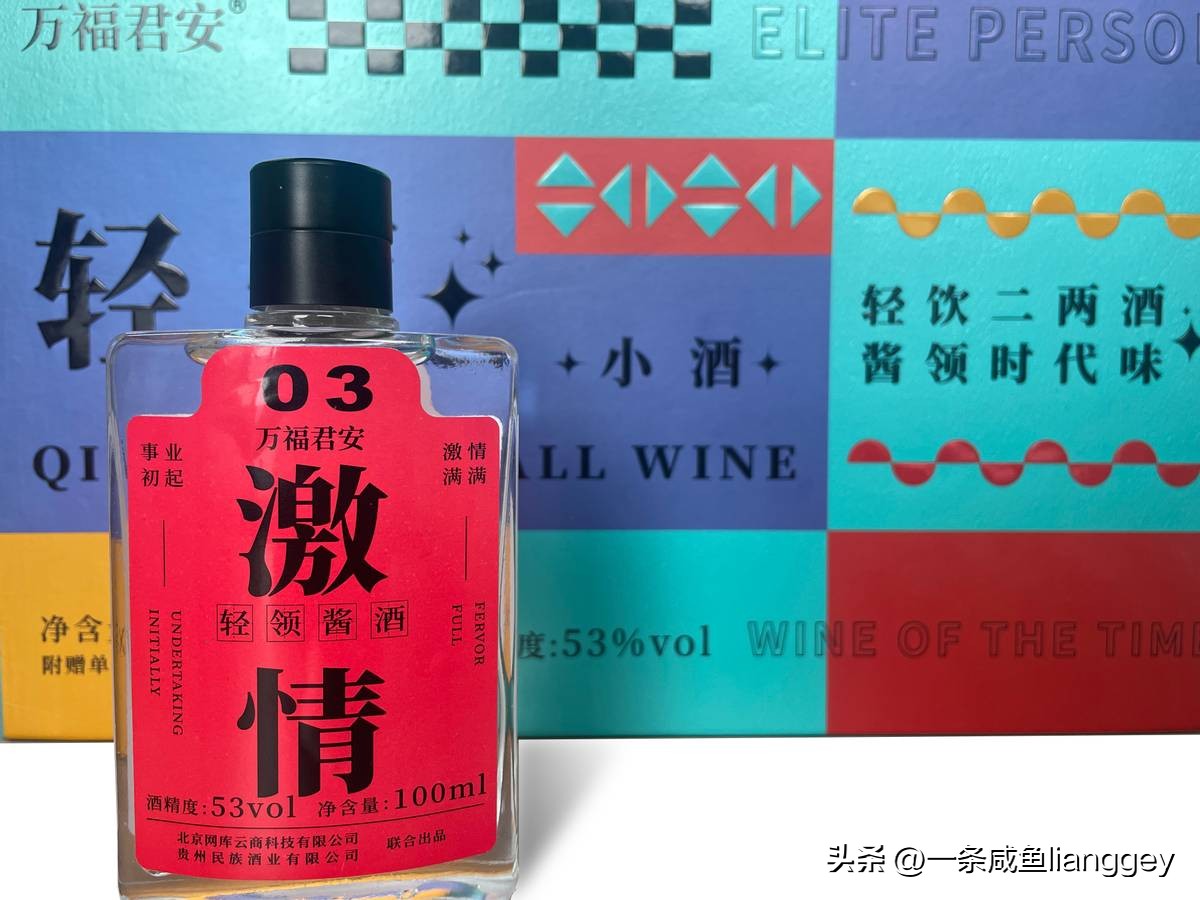 万福君安®
ELITE PERSO
轻
小酒
QI
ALL WINE
轻饮二两酒
酱领时代味
净含
附赠单
度:53%vol
WINE OF THE TIME
03
万福君安
事业
初起
激情
满满
激
轻领酱酒
情
UNDERTAKING
INITIALLY
FERVOR
FULL
酒精度:53vol 净含量:100ml
北京网库云商科技有限公司
贵州民族酒业有限公司
联合出品
头条 @一条咸鱼lianggey